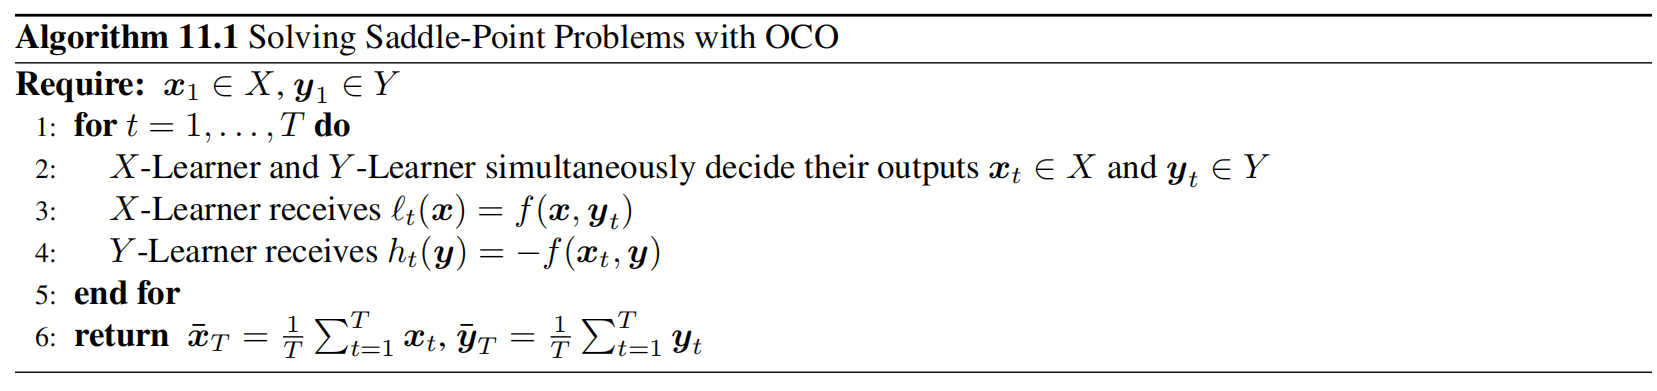 Algorithm 11.1 Solving Saddle-Point Problems with OCO
Require: $\boldsymbol{x}_1 \in X, \boldsymbol{y}_1 \in Y$
1: for $t = 1, \ldots, T$ do
2: $X$-Learner and $Y$-Learner simultaneously decide their outputs $\boldsymbol{x}_t \in X$ and $\boldsymbol{y}_t \in Y$
3: $X$-Learner receives $\ell_t(\boldsymbol{x}) = f(\boldsymbol{x}, \boldsymbol{y}_t)$
4: $Y$-Learner receives $h_t(\boldsymbol{y}) = -f(\boldsymbol{x}_t, \boldsymbol{y})$
5: end for
6: return $\bar{\boldsymbol{x}}_T = \frac{1}{T} \sum_{t=1}^{T} \boldsymbol{x}_t, \bar{\boldsymbol{y}}_T = \frac{1}{T} \sum_{t=1}^{T} \boldsymbol{y}_t$